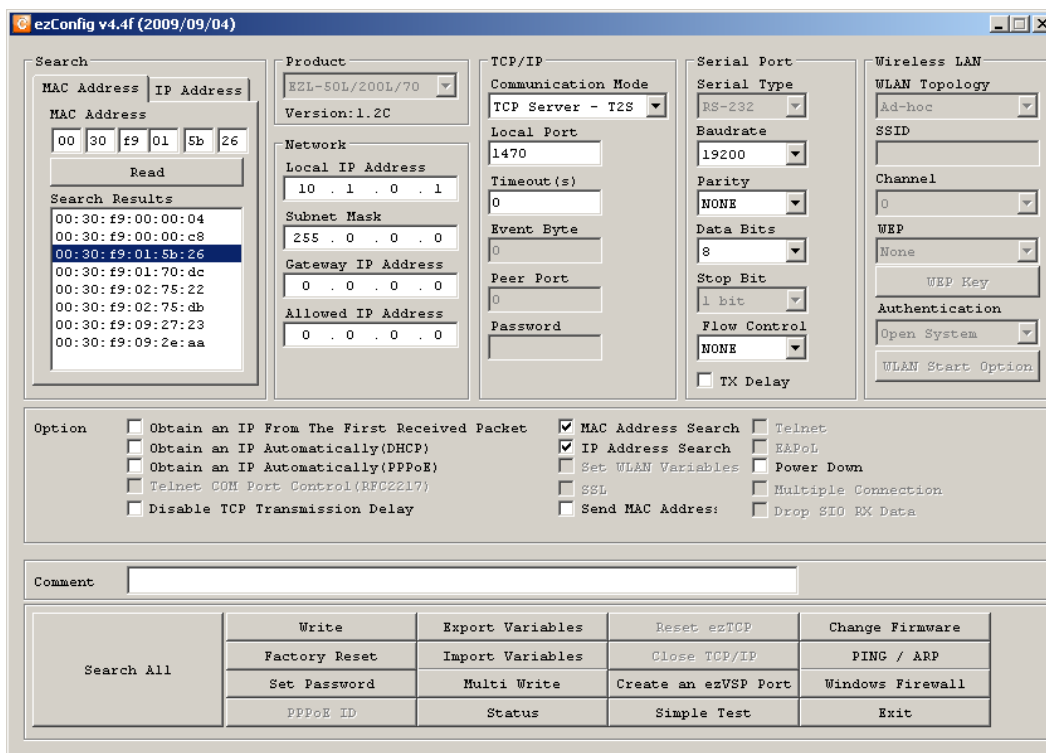 ezConfig v4.4f (2009/09/04)
Search
MAC Address
IP Address
MAC Address
00 30 f9 01 5b 26
Read
Search Results
00:30:f9:00:00:04
00:30:f9:00:00:c8
00:30:f9:01:5b:26
00:30:f9:01:70:dc
00:30:f9:02:75:22
00:30:f9:02:75:db
00:30:f9:09:27:23
00:30:f9:09:2e:aa
Product
EZL-50L/200L/70
Version:1.2C
Network
Local IP Address
10 . 1 . 0 . 1
Subnet Mask
255 . 0 . 0 . 0
Gateway IP Address
0 . 0 . 0 . 0
Allowed IP Address
0 . 0 . 0 . 0
TCP/IP
Communication Mode
TCP Server - T2S
Local Port
1470
Timeout(s)
0
Event Byte
0
Peer Port
0
Password
Serial Port
Serial Type
RS-232
Baudrate
19200
Parity
NONE
Data Bits
8
Stop Bit
1 bit
Flow Control
NONE
TX Delay
Wireless LAN
WLAN Topology
Ad-hoc
SSID
Channel
0
WEP
None
WEP Key
Authentication
Open System
WLAN Start Option
Option
Obtain an IP From The First Received Packet
Obtain an IP Automatically(DHCP)
Obtain an IP Automatically(PPPoE)
Telnet COM Port Control(RFC2217)
Disable TCP Transmission Delay
MAC Address Search
IP Address Search
Set WLAN Variables
SSL
Send MAC Addres
Telnet
EAPoL
Power Down
Multiple Connection
Drop SIO RX Data
Comment
Search All
Write
Export Variables
Reset ezTCP
Change Firmware
Factory Reset
Import Variables
Close TCP/IP
PING / ARP
Set Password
Multi Write
Create an ezVSP Port
Windows Firewall
PPPoE ID
Status
Simple Test
Exit